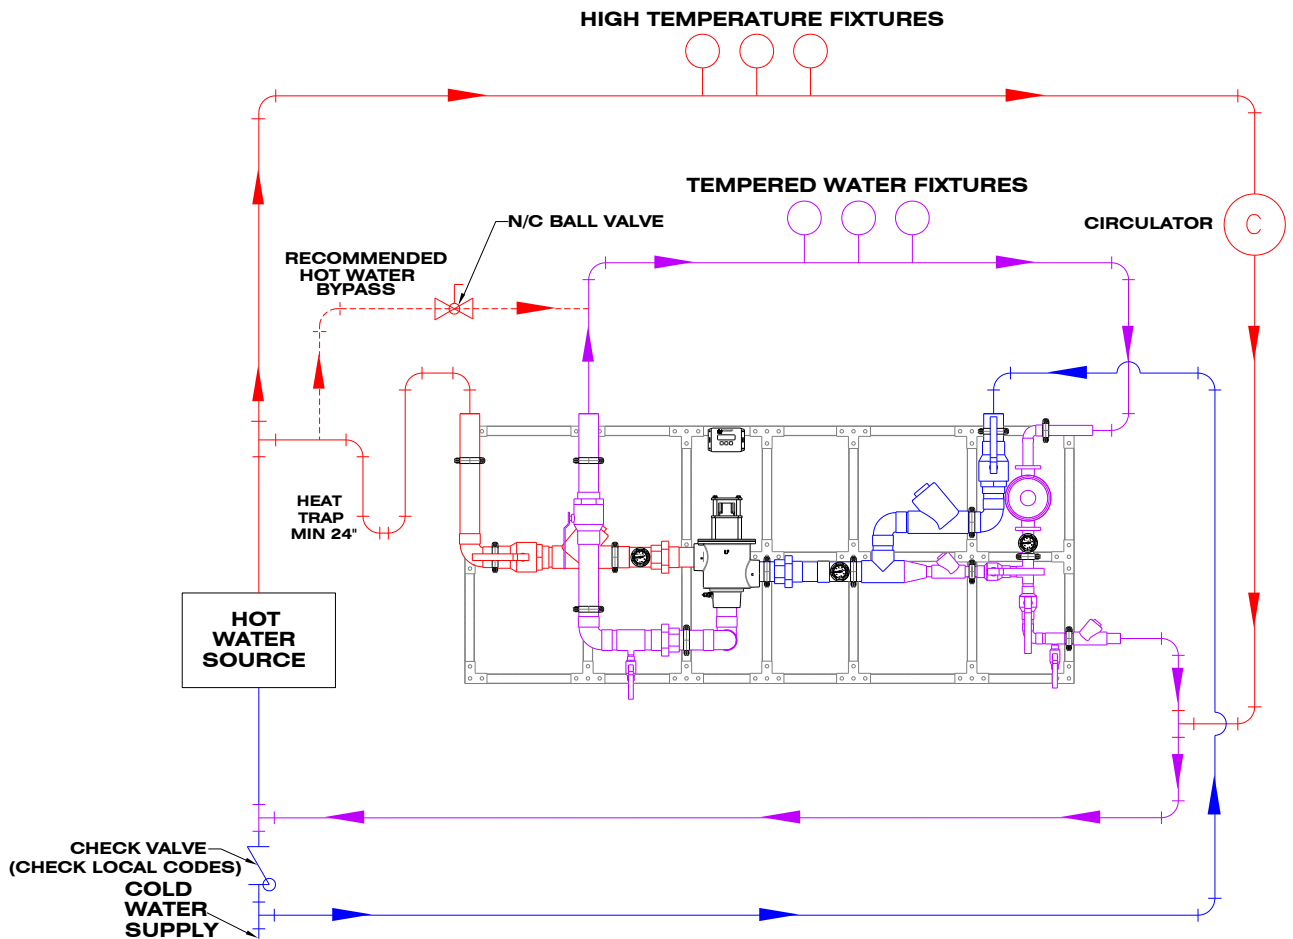 HIGH TEMPERATURE FIXTURES
TEMPERED WATER FIXTURES
N/C BALL VALVE
CIRCULATOR
C
RECOMMENDED
HOT WATER
BYPASS
HEAT
TRAP
MIN 24"
HOT
WATER
SOURCE
CHECK VALVE
(CHECK LOCAL CODES)
COLD
WATER
SUPPLY